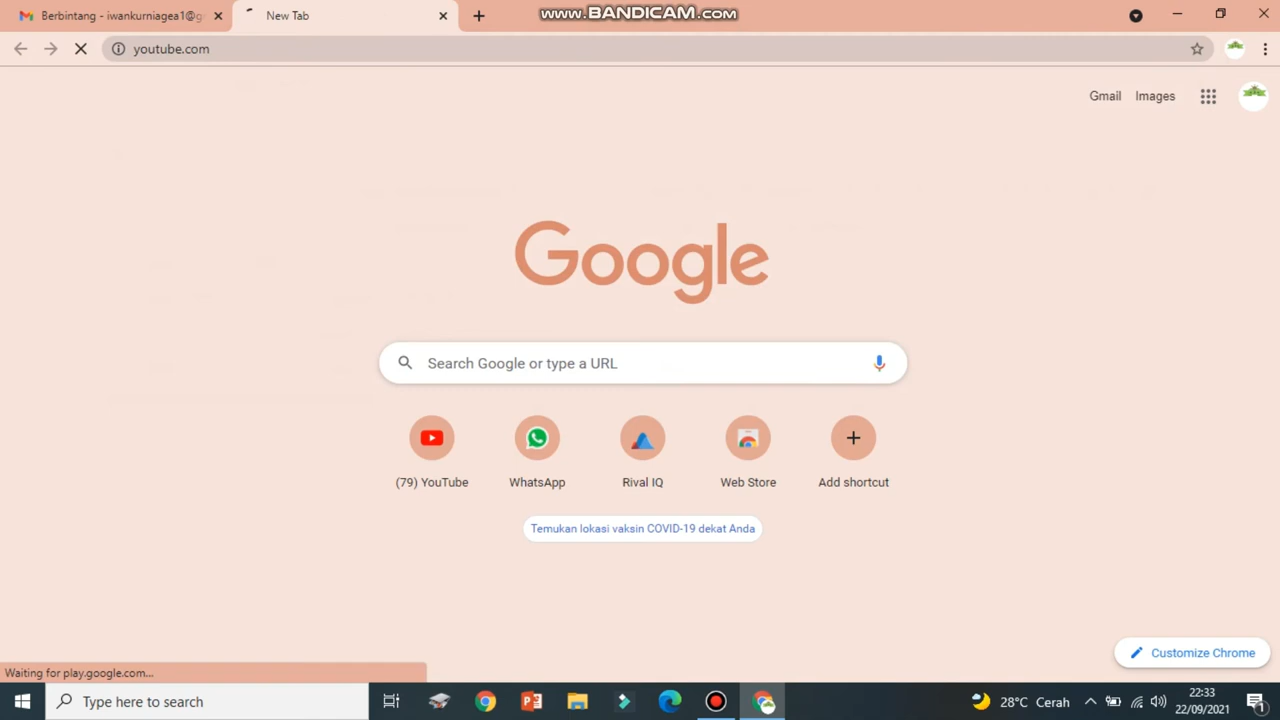 www.BANDICAM.com
Berbintang - iwankurniagea1@g
New Tab
youtube.com
Gmail Images
Google
Search Google or type a URL
(79) YouTube WhatsApp Rival IQ Web Store Add shortcut
Temukan lokasi vaksin COVID-19 dekat Anda
Customize Chrome
Waiting for play.google.com...
Type here to search
28°C Cerah
22:33
22/09/2021
1